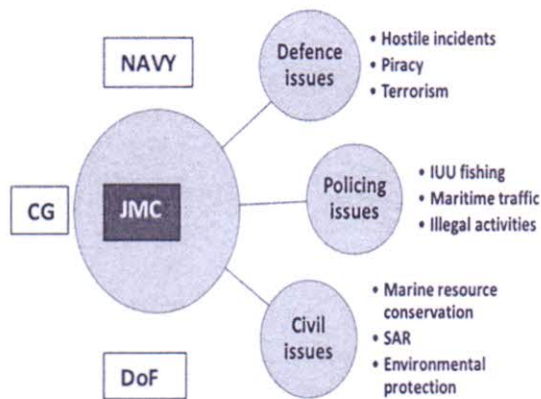 NAVY
CG
JMC
DoF
Defence
issues
• Hostile incidents
• Piracy
• Terrorism
Policing
issues
• IUU fishing
• Maritime traffic
• Illegal activities
Civil
issues
• Marine resource
conservation
• SAR
• Environmental
protection